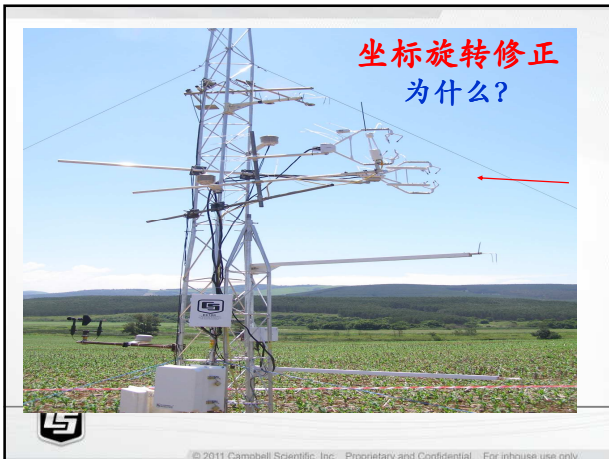 坐标旋转修正
为什么?
© 2011 Campbell Scientific, Inc. Proprietary and Confidential For inhouse use only